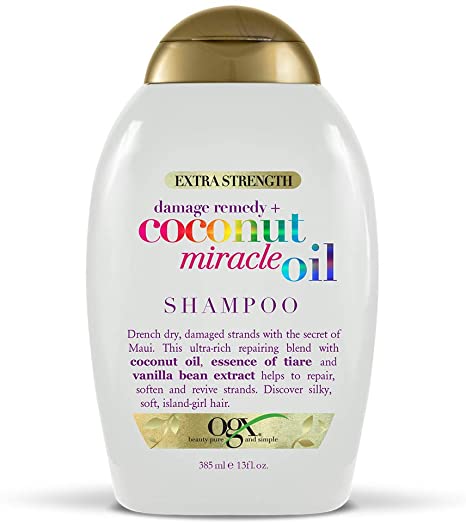 EXTRA STRENGTH
damage remedy +
coconut
miracle oil
SHAMPOO
Drench dry, damaged strands with the secret of
Maui. This ultra-rich repairing blend with
coconut oil, essence of tiare and
vanilla bean extract helps to repair,
soften and revive strands. Discover silky,
soft, island-girl hair.
ogx®
beauty pure and simple
385 ml ℮ 13fl.oz.